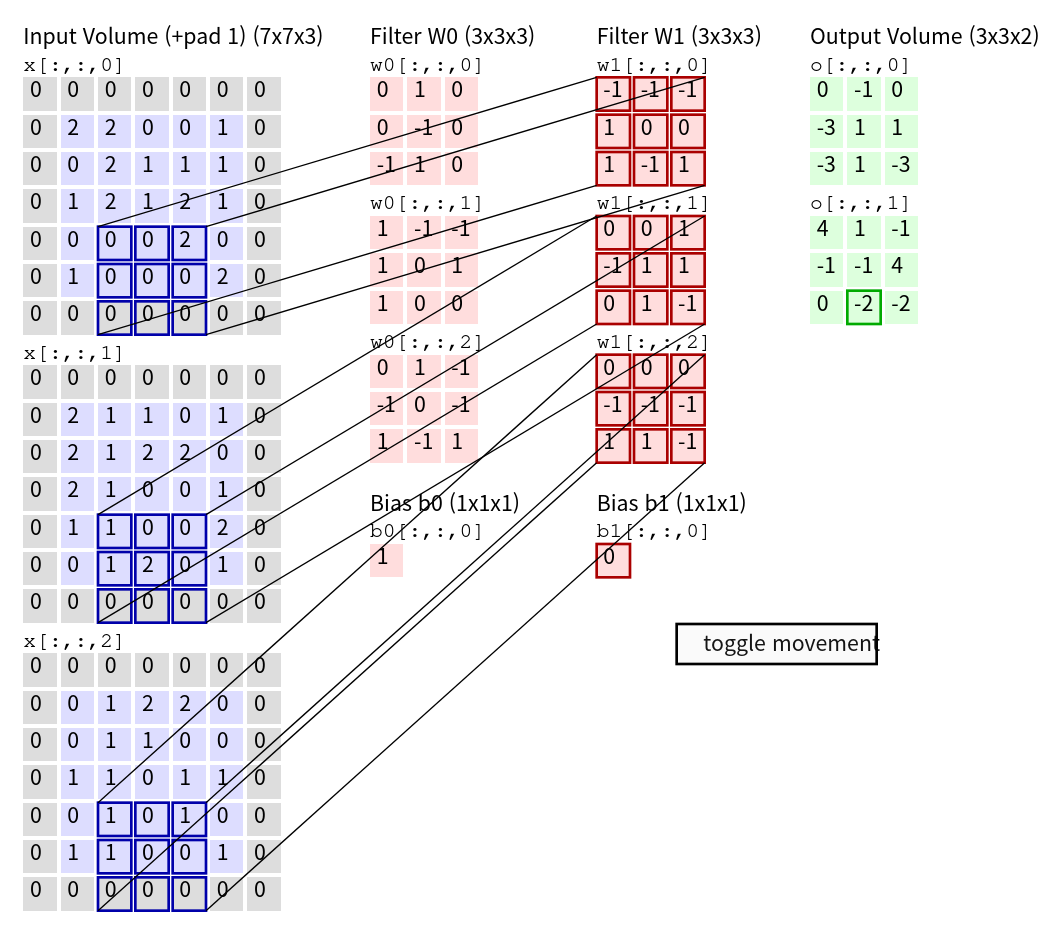 Input Volume (+pad 1) (7x7x3)
x[:,:,0]
0 0 0 0 0 0 0
0 2 2 0 0 1 0
0 0 2 1 1 1 0
0 1 2 1 2 1 0
0 0 0 0 2 0 0
0 1 0 0 0 2 0
0 0 0 0 0 0 0
x[:,:,1]
0 0 0 0 0 0 0
0 2 1 1 0 1 0
0 2 1 2 2 0 0
0 2 1 0 0 1 0
0 1 1 0 0 2 0
0 0 1 2 0 1 0
0 0 0 0 0 0 0
x[:,:,2]
0 0 0 0 0 0 0
0 0 1 2 2 0 0
0 0 1 1 0 0 0
0 1 1 0 1 1 0
0 0 1 0 1 0 0
0 1 1 0 0 1 0
0 0 0 0 0 0 0
Filter W0 (3x3x3)
w0[:,:,0]
0 1 0
0 -1 0
-1 1 0
w0[:,:,1]
1 -1 -1
1 0 1
1 0 0
w0[:,:,2]
0 1 -1
-1 0 -1
1 -1 1
Bias b0 (1x1x1)
b0[:,:,0]
1
Filter W1 (3x3x3)
w1[:,:,0]
-1 -1 -1
1 0 0
1 -1 1
w1[:,:,1]
0 0 1
-1 1 1
0 1 -1
w1[:,:,2]
0 0 0
-1 -1 -1
1 1 -1
Bias b1 (1x1x1)
b1[:,:,0]
0
Output Volume (3x3x2)
o[:,:,0]
0 -1 0
-3 1 1
-3 1 -3
o[:,:,1]
4 1 -1
-1 -1 4
0 -2 -2
toggle movement